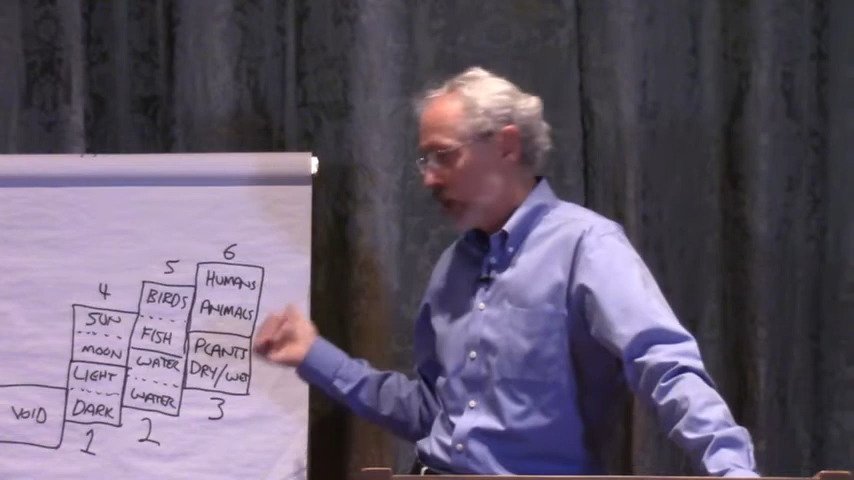 6
5
4
HUMANS
ANIMALS
PLANTS
DRY/WET
3
BIRDS
FISH
WATER
WATER
2
SUN
MOON
LIGHT
DARK
1
VOID